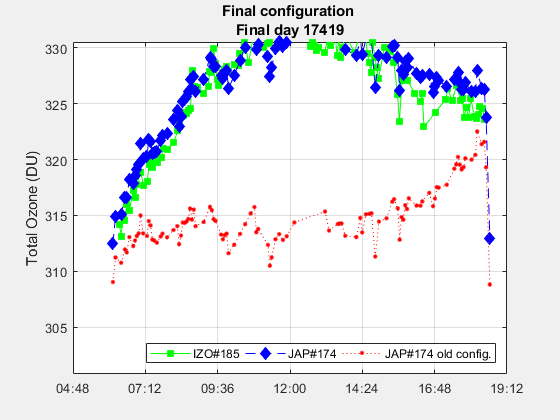 Final configuration
Final day 17419
Total Ozone (DU)
330
325
320
315
310
305
IZO#185 JAP#174 JAP#174 old config.
04:48 07:12 09:36 12:00 14:24 16:48 19:12